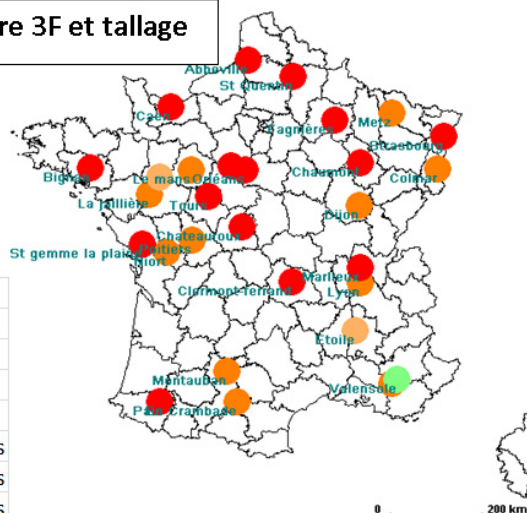 re 3F et tallage
Abbeville
St Quentin
Caen
Fagnières
Metz
Strasbourg
Bignan
Le mans
Orléans
Chaumont
Colmar
La jaillière
Tours
Dijon
Chateauroux
St gemme la plaine
Poitiers
Niort
Clermont-ferrand
Marlieux
Lyon
Etoile
Montauban
Valensole
Pau
Crambade
s
s
s
0
200 km